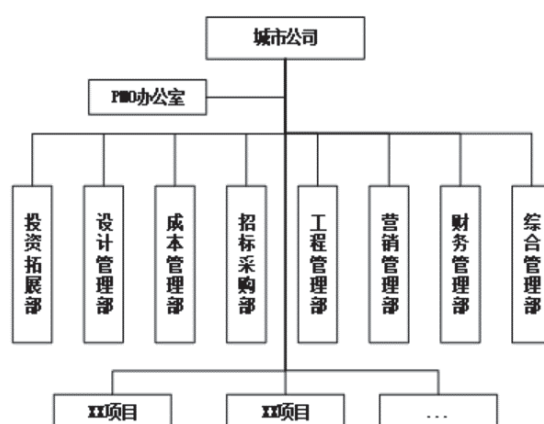 城市公司
PMO办公室
投资拓展部
设计管理部
成本管理部
招标采购部
工程管理部
营销管理部
财务管理部
综合管理部
XX项目
XX项目
...